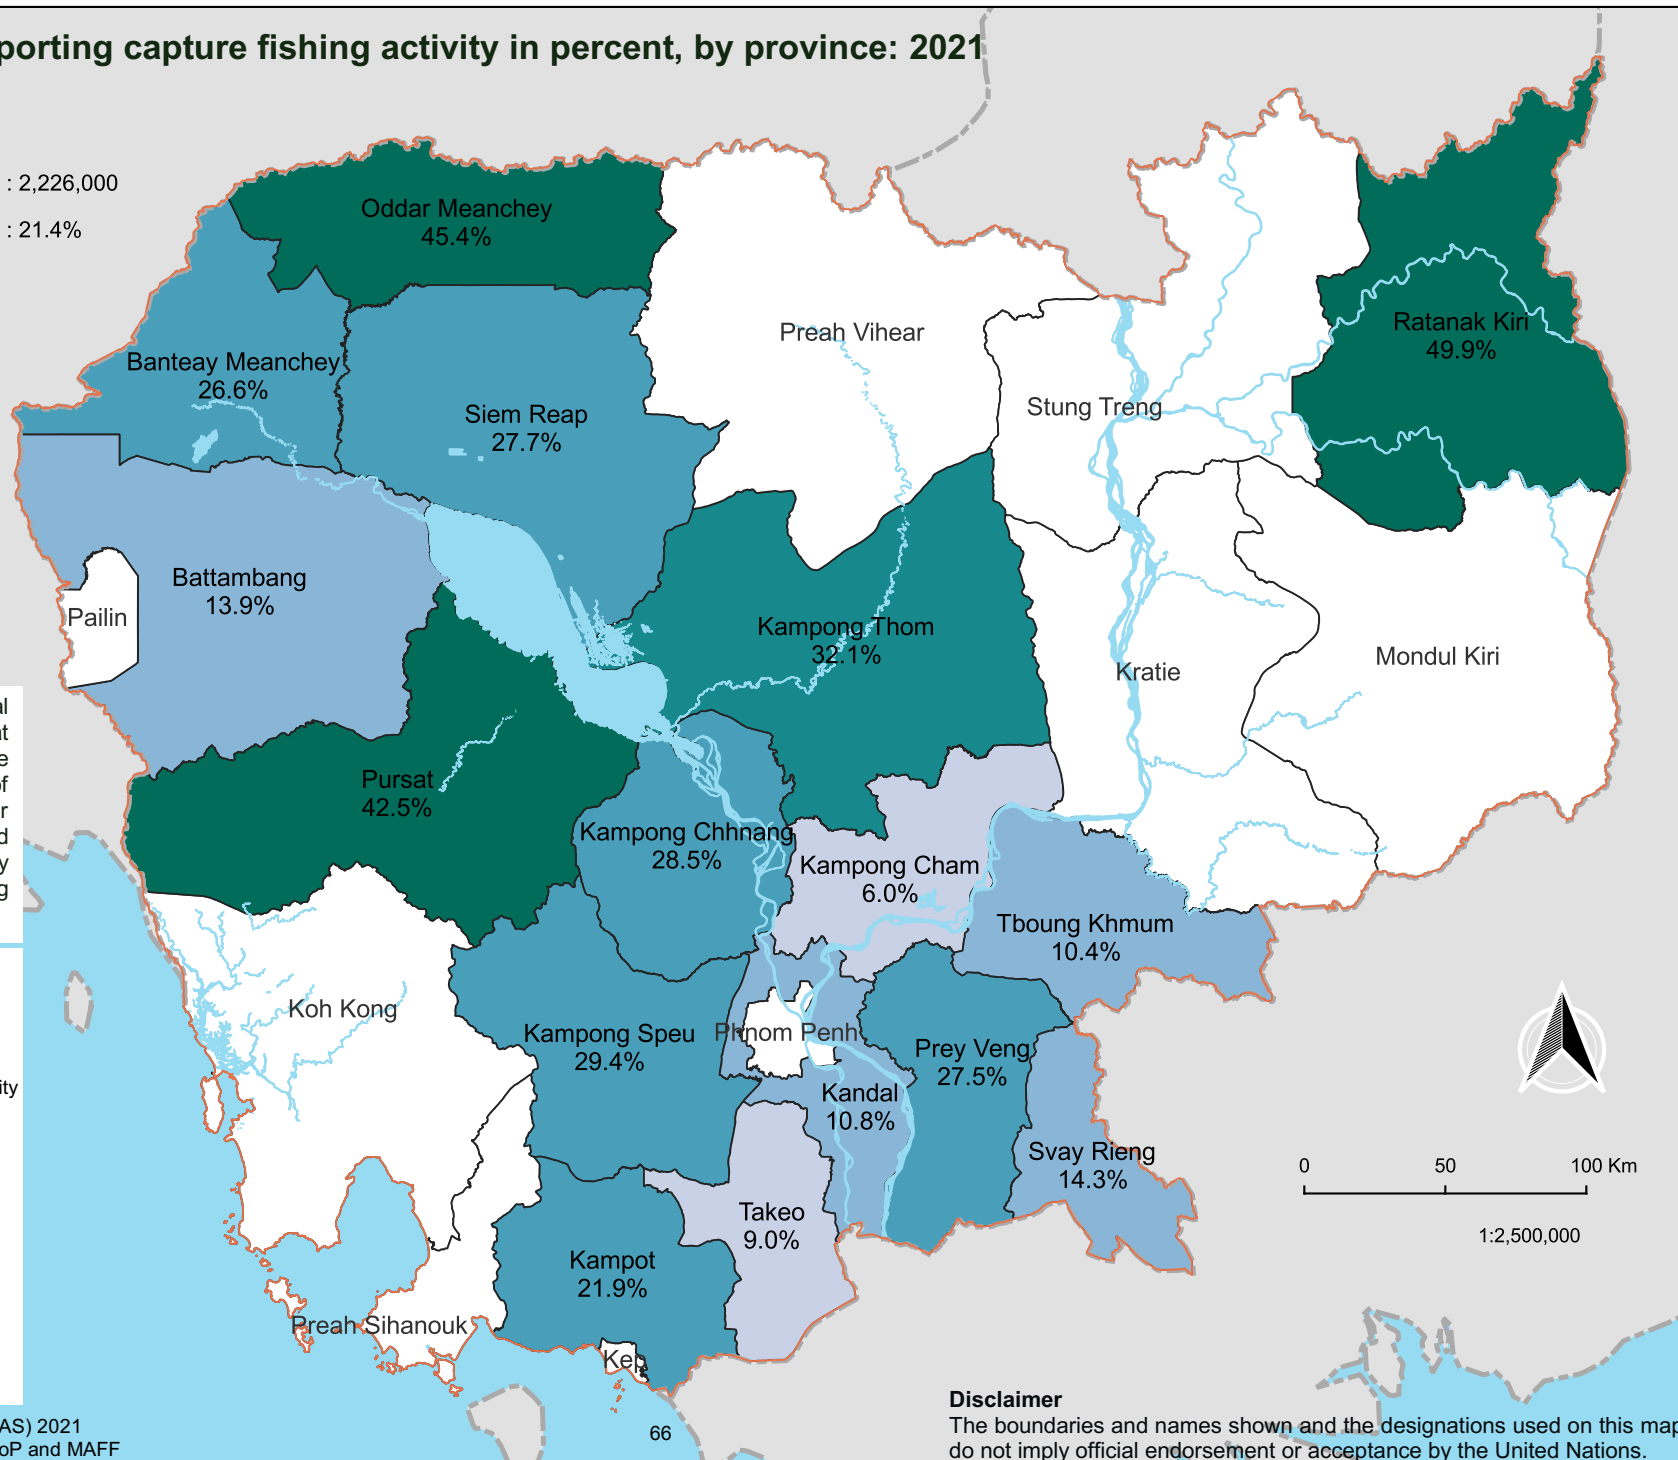 porting capture fishing activity in percent, by province: 2021
: 2,226,000
: 21.4%
Oddar Meanchey
45.4%
Ratanak Kiri
49.9%
Preah Vihear
Banteay Meanchey
26.6%
Siem Reap
27.7%
Stung Treng
Battambang
13.9%
Pailin
Kampong Thom
32.1%
Kratie
Mondul Kiri
al
at
e
of
r
d
y
g
Pursat
42.5%
Kampong Chhnang
28.5%
Kampong Cham
6.0%
Tboung Khmum
10.4%
Koh Kong
Kampong Speu
29.4%
Phnom Penh
Prey Veng
27.5%
Kandal
10.8%
ity
Svay Rieng
14.3%
0 50 100 Km
1:2,500,000
Takeo
9.0%
Kampot
21.9%
Preah Sihanouk
Kep
AS) 2021
oP and MAFF
66
Disclaimer
The boundaries and names shown and the designations used on this map
do not imply official endorsement or acceptance by the United Nations.